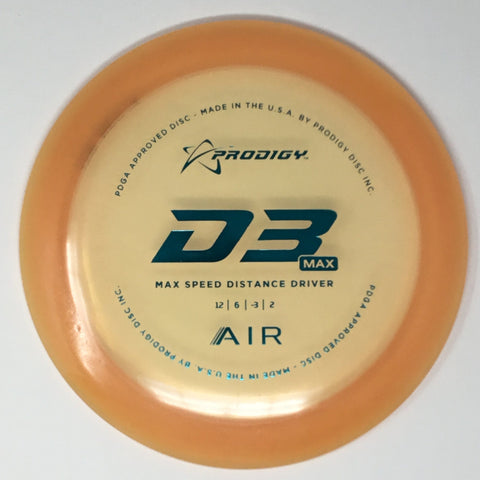 PDGA APPROVED DISC - MADE IN THE U.S.A. BY PRODIGY DISC INC.
PRODIGY
D3
MAX
MAX SPEED DISTANCE DRIVER
12 | 6 | -3 | 2
AIR
PDGA APPROVED DISC - MADE IN THE U.S.A. BY PRODIGY DISC INC.